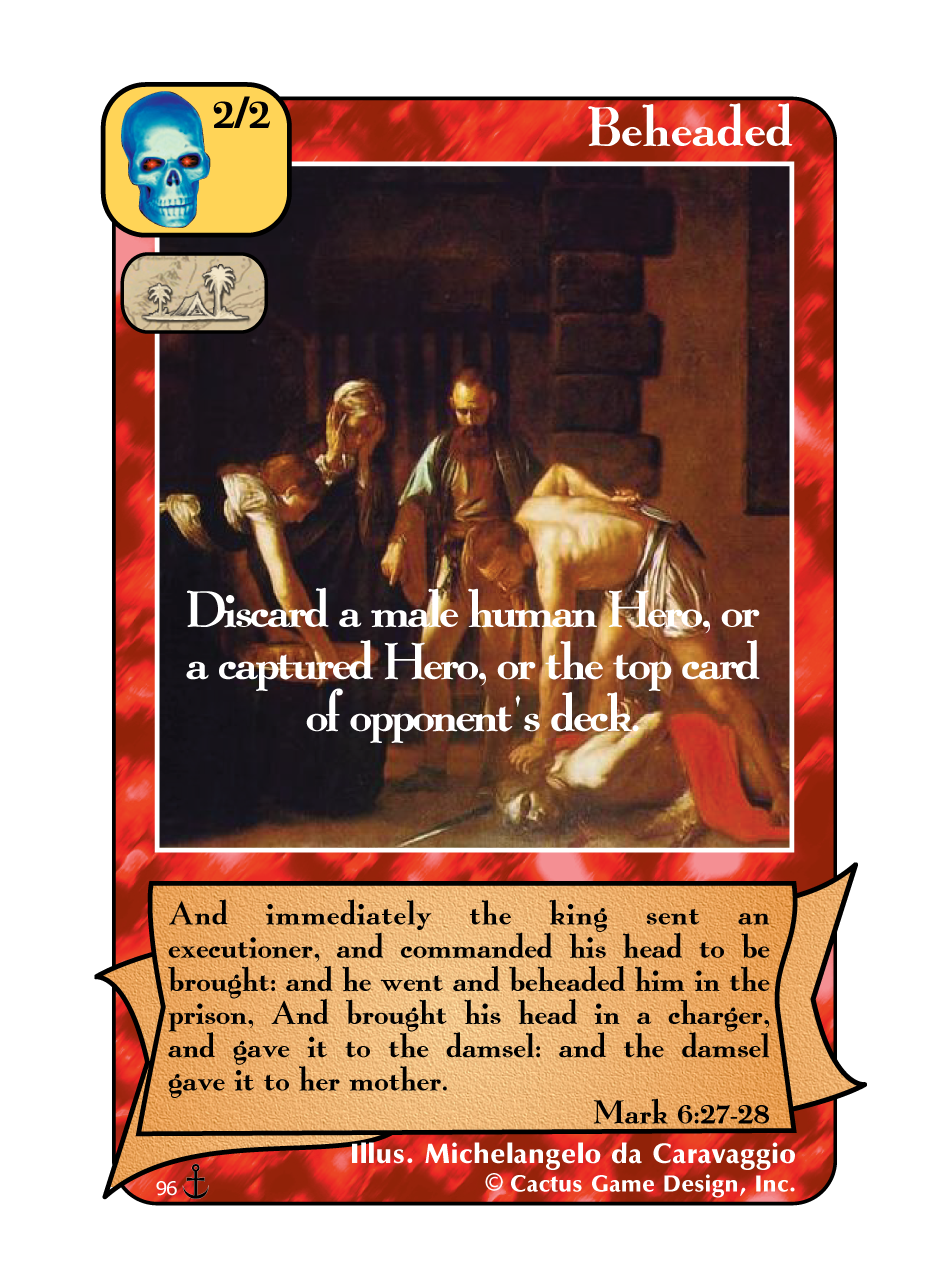 2/2
Beheaded
Discard a male human Hero, or
a captured Hero, or the top card
of opponent's deck.
And immediately the king sent an
executioner, and commanded his head to be
brought: and he went and beheaded him in the
prison, And brought his head in a charger,
and gave it to the damsel: and the damsel
gave it to her mother.
Mark 6:27-28
Illus. Michelangelo da Caravaggio
© Cactus Game Design, Inc.
96